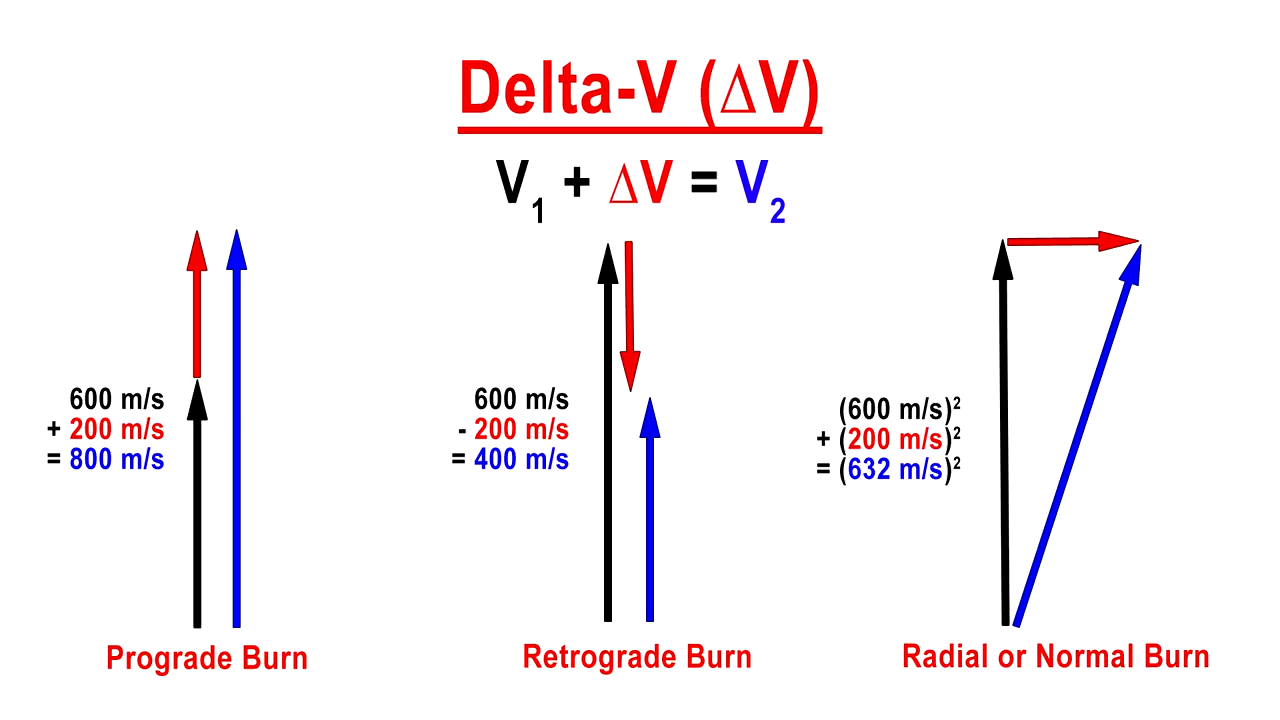 Delta-V (ΔV)
V₁ + ΔV = V₂
600 m/s
+ 200 m/s
= 800 m/s
Prograde Burn
600 m/s
- 200 m/s
= 400 m/s
Retrograde Burn
(600 m/s)²
+ (200 m/s)²
= (632 m/s)²
Radial or Normal Burn